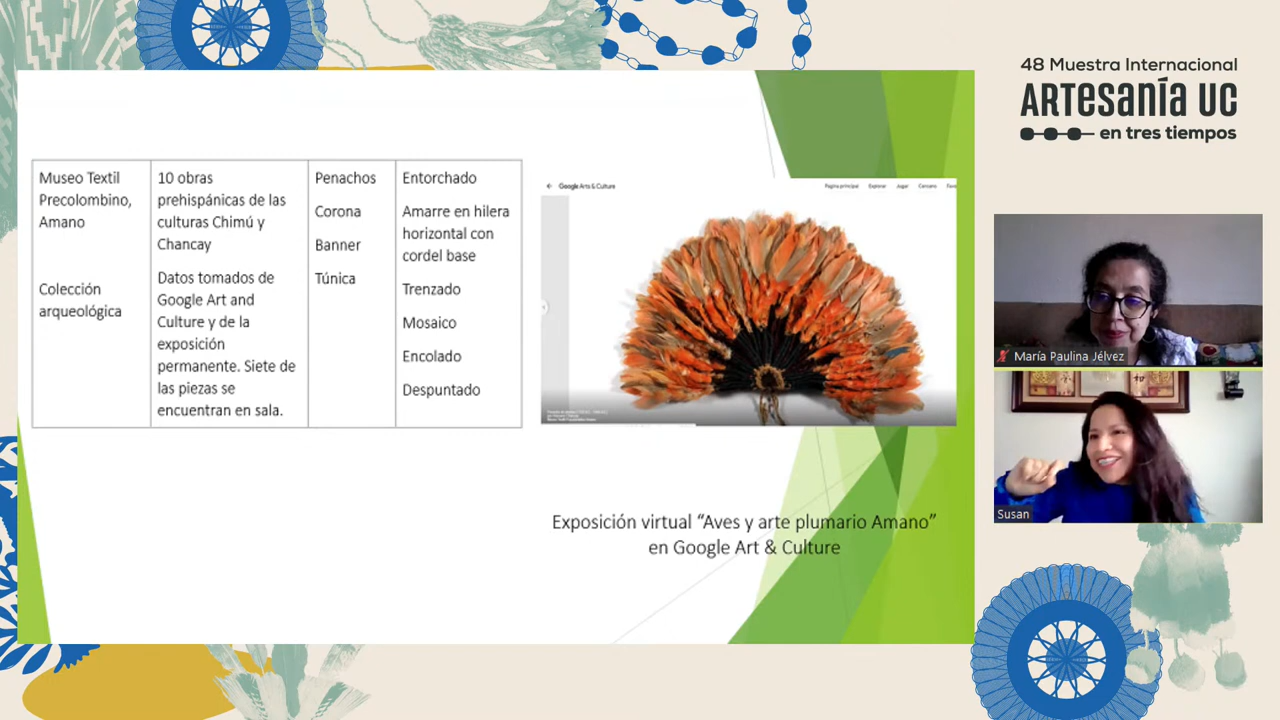 48 Muestra Internacional
ARTesanía UC
en tres tiempos
Museo Textil
Precolombino,
Amano
Colección
arqueológica
10 obras
prehispánicas de las
culturas Chimú y
Chancay
Datos tomados de
Google Art and
Culture y de la
exposición
permanente. Siete de
las piezas se
encuentran en sala.
Penachos
Corona
Banner
Túnica
Entorchado
Amarre en hilera
horizontal con
cordel base
Trenzado
Mosaico
Encolado
Despuntado
Google Arts & Culture
Página principal Explorar Jugar Cercano
Exposición virtual “Aves y arte plumario Amano”
en Google Art & Culture
María Paulina Jélvez
Susan